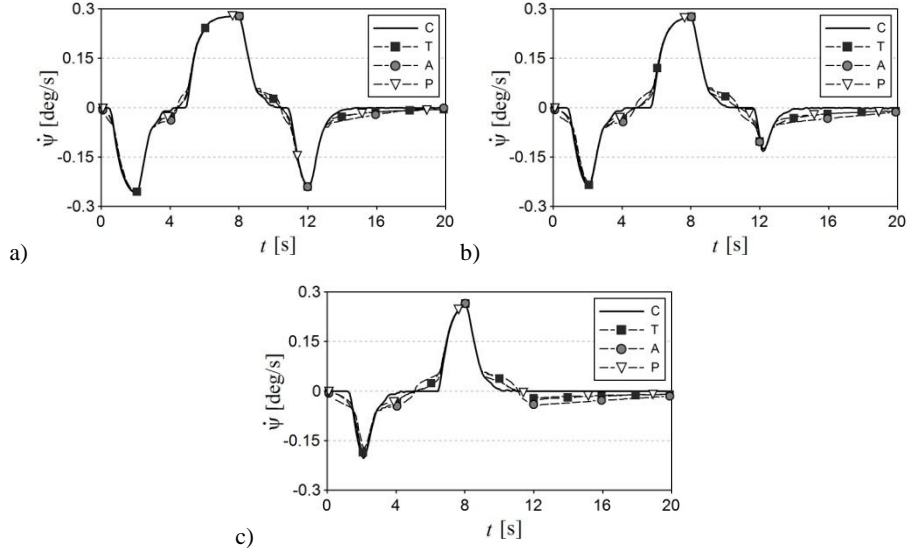 0.3
0.15
0
-0.15
-0.3
ψ̇ [deg/s]
0 4 8 12 16 20
t [s]
C
T
A
P
a)
0.3
0.15
0
-0.15
-0.3
ψ̇ [deg/s]
0 4 8 12 16 20
t [s]
C
T
A
P
b)
0.3
0.15
0
-0.15
-0.3
ψ̇ [deg/s]
0 4 8 12 16 20
t [s]
C
T
A
P
c)